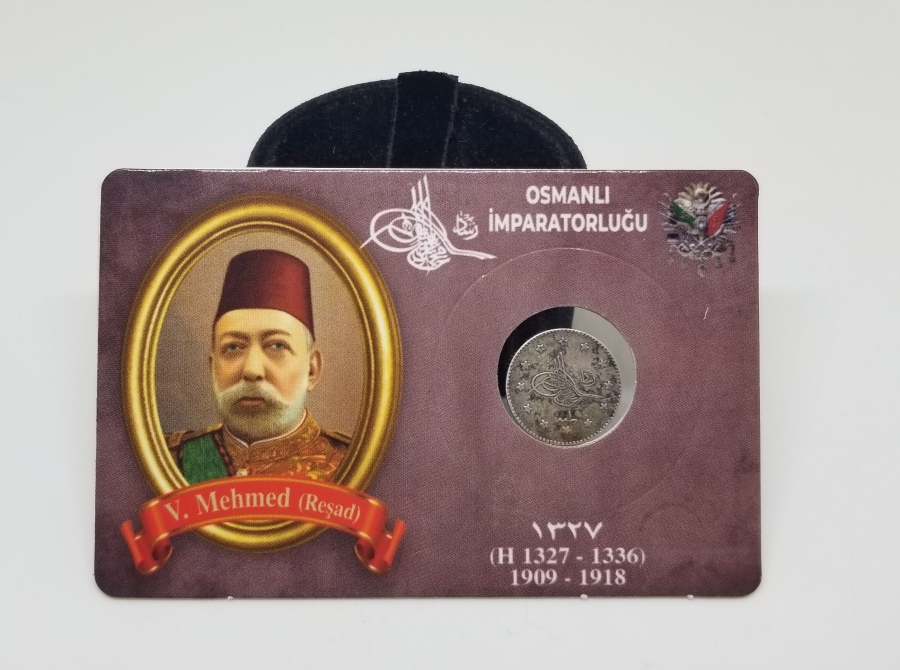 OSMANLI
İMPARATORLUĞU
V. Mehmed (Reşad)
١٣٢٧
(H 1327 - 1336)
1909 - 1918